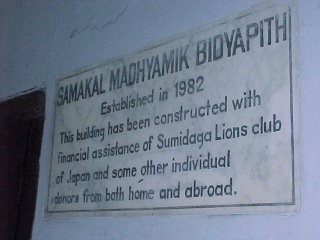 SAMAKAL MADHYAMIK BIDYAPITH
Established in 1982
This building has been constructed with
financial assistance of Sumidaga Lions club
of Japan and some other individual
donors from both home and abroad.